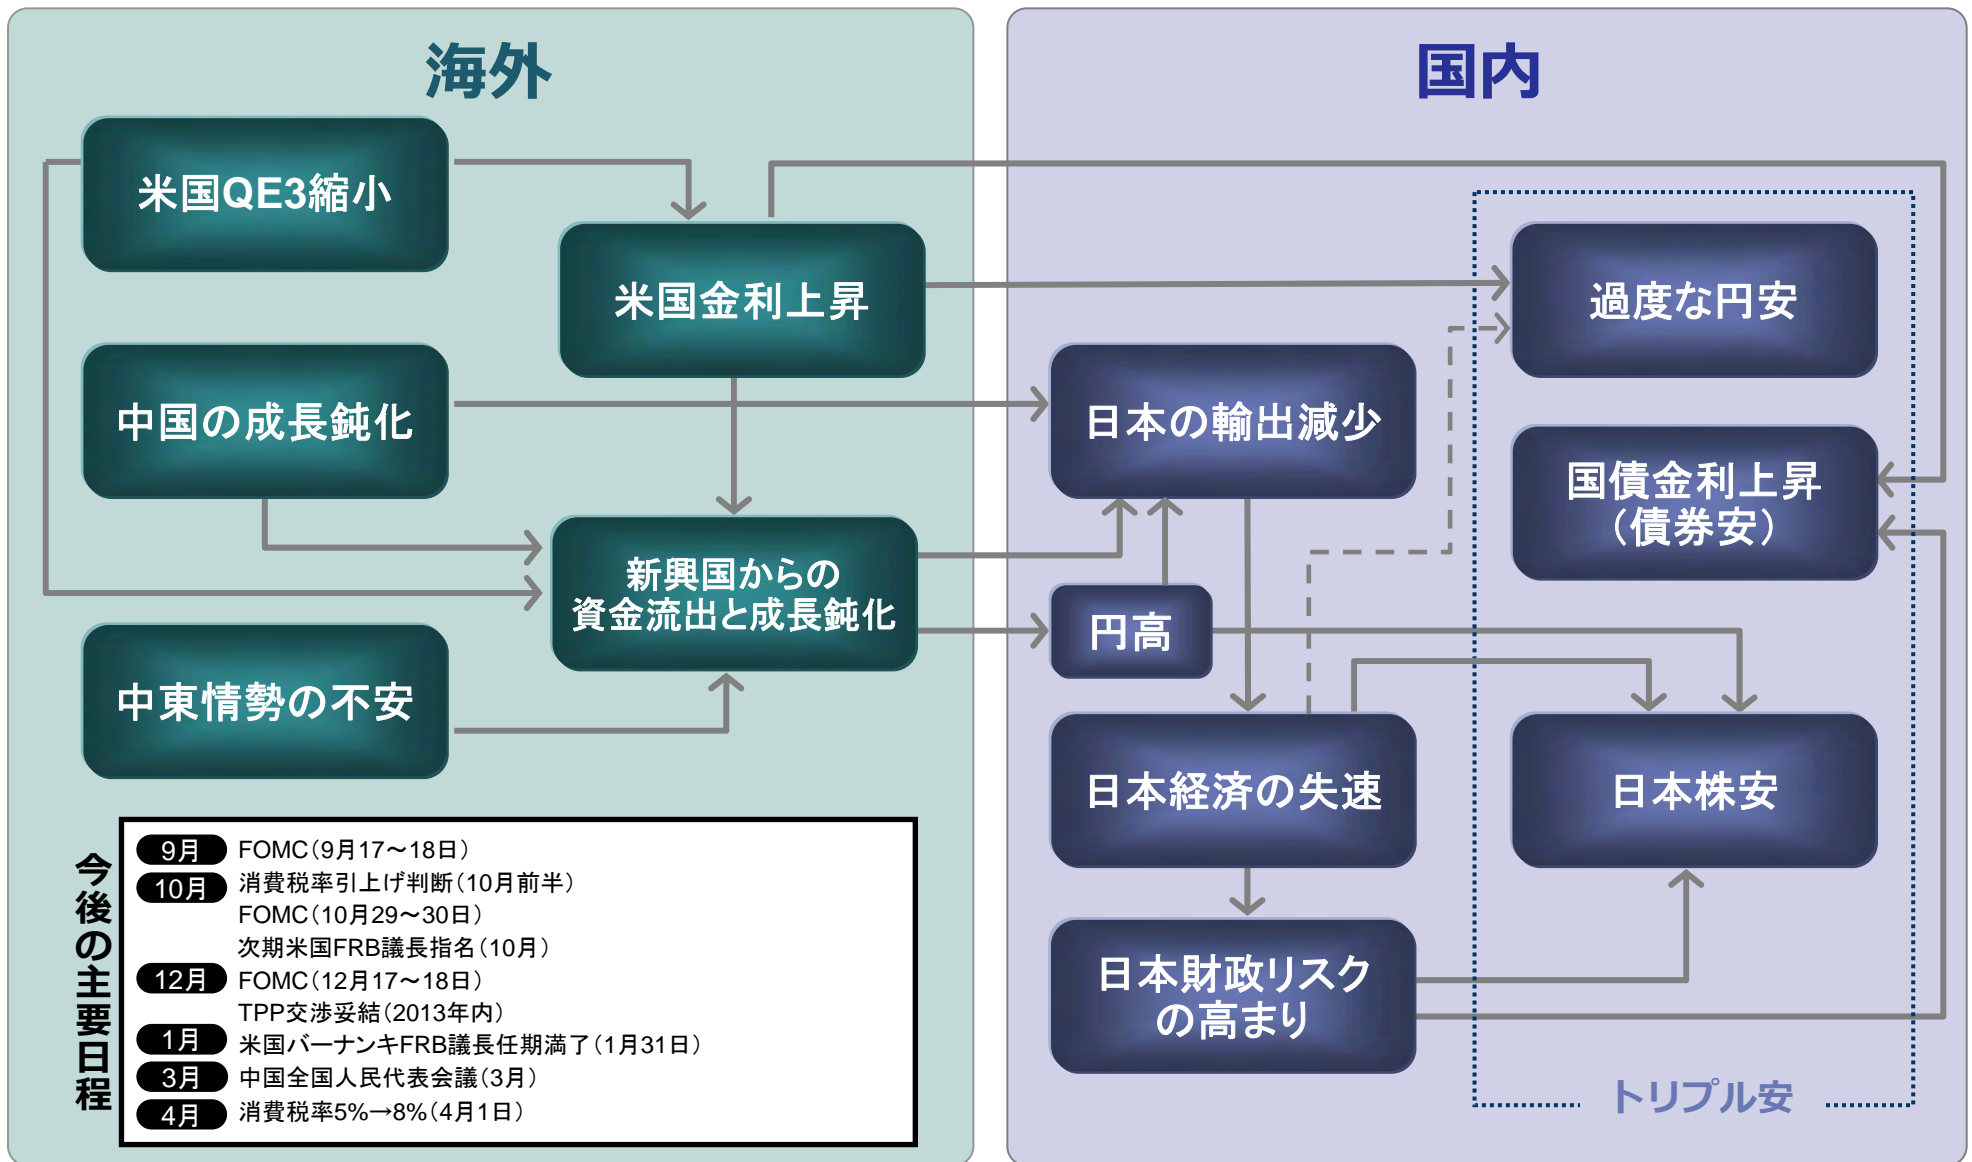 海外
米国QE3縮小
米国金利上昇
中国の成長鈍化
新興国からの
資金流出と成長鈍化
中東情勢の不安
今後の主要日程
9月 FOMC（9月17～18日）
10月 消費税率引上げ判断（10月前半）
FOMC（10月29～30日）
次期米国FRB議長指名（10月）
12月 FOMC（12月17～18日）
TPP交渉妥結（2013年内）
1月 米国バーナンキFRB議長任期満了（1月31日）
3月 中国全国人民代表会議（3月）
4月 消費税率5%→8%（4月1日）
国内
過度な円安
日本の輸出減少
国債金利上昇
（債券安）
円高
日本経済の失速
日本株安
日本財政リスク
の高まり
トリプル安